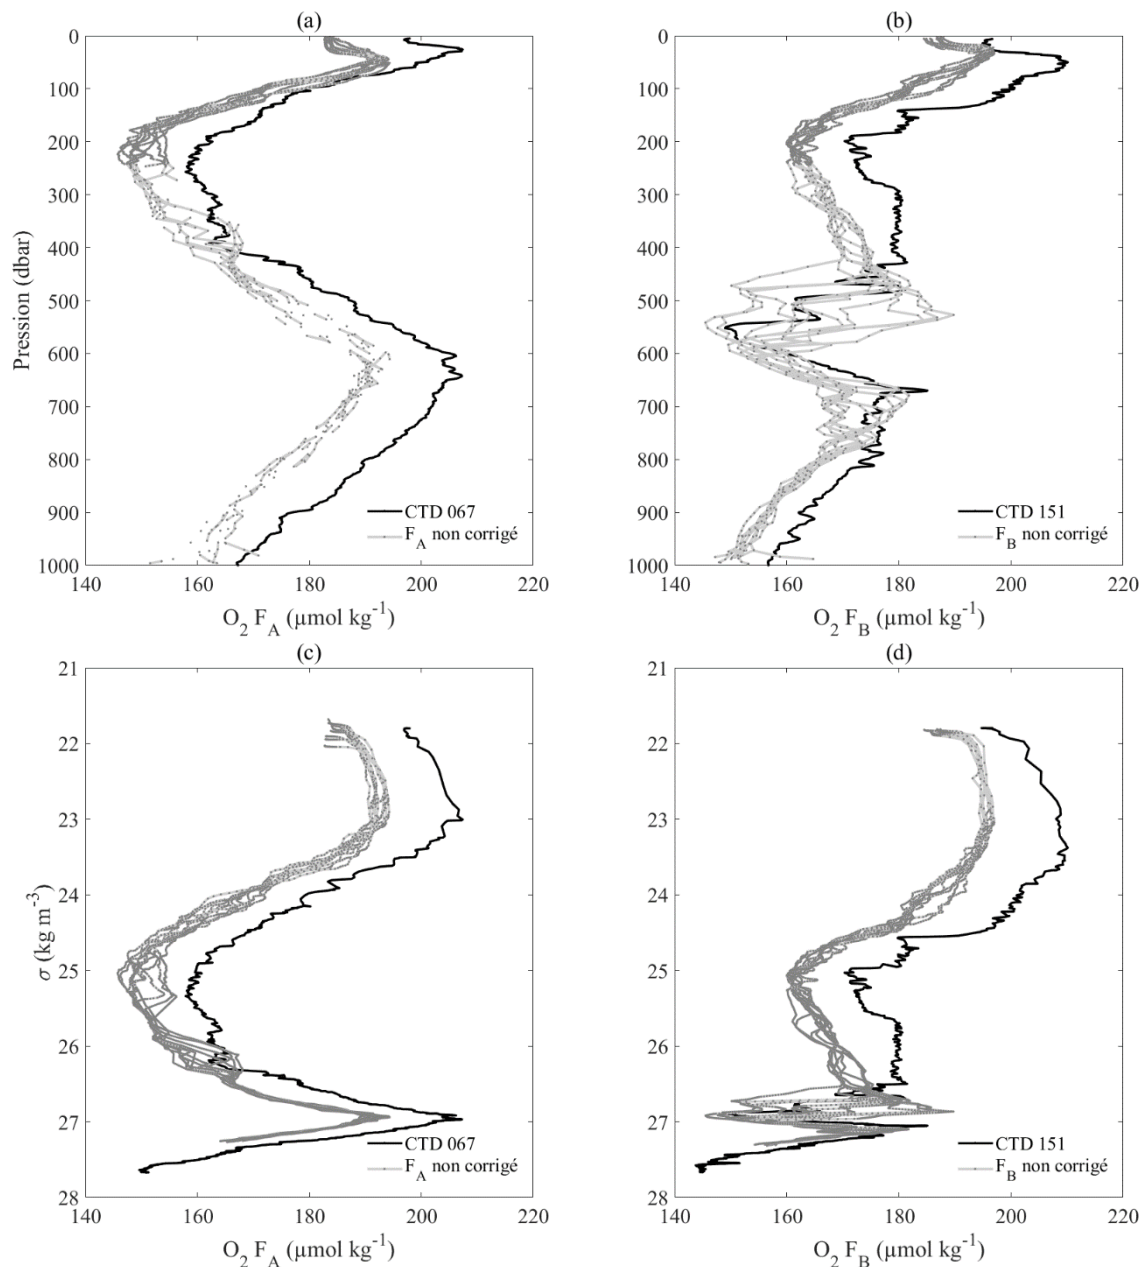 (a)
0
100
200
300
400
500
600
700
800
900
1000
Pression (dbar)
140 160 180 200 220
O₂ F_A (µmol kg⁻¹)
CTD 067
F_A non corrigé
(b)
0
100
200
300
400
500
600
700
800
900
1000
140 160 180 200 220
O₂ F_B (µmol kg⁻¹)
CTD 151
F_B non corrigé
(c)
21
22
23
24
25
26
27
28
σ (kg m⁻³)
140 160 180 200 220
O₂ F_A (µmol kg⁻¹)
CTD 067
F_A non corrigé
(d)
21
22
23
24
25
26
27
28
140 160 180 200 220
O₂ F_B (µmol kg⁻¹)
CTD 151
F_B non corrigé